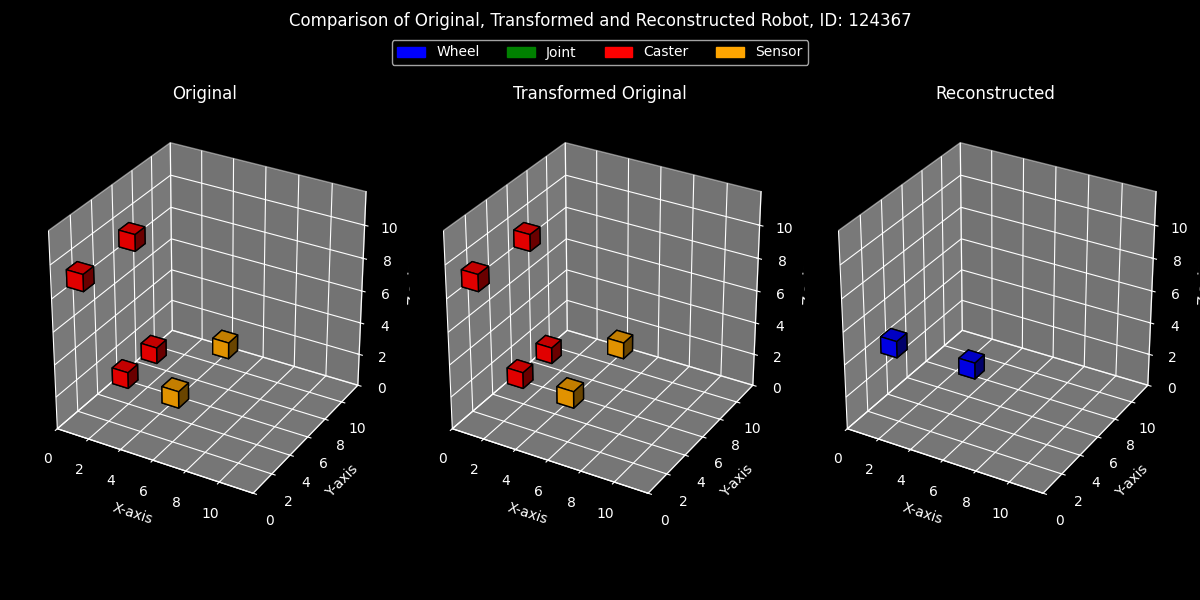 Comparison of Original, Transformed and Reconstructed Robot, ID: 124367
Wheel Joint Caster Sensor
Original Transformed Original Reconstructed
10 10 10
8 8 8
6 6 6
4 4 4
2 2 2
0 0 0
10 10 10
8 8 8
6 6 6
4 4 4
2 2 2
0 0 0
0 2 4 6 8 10 0 2 4 6 8 10 0 2 4 6 8 10
X-axis Y-axis X-axis Y-axis X-axis Y-axis